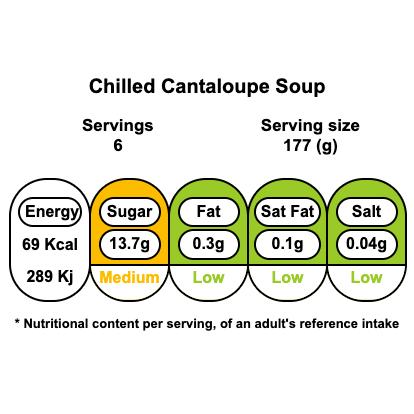 Chilled Cantaloupe Soup
Servings
6
Serving size
177 (g)
Energy
69 Kcal
289 Kj
Sugar
13.7g
Medium
Fat
0.3g
Low
Sat Fat
0.1g
Low
Salt
0.04g
Low
* Nutritional content per serving, of an adult's reference intake